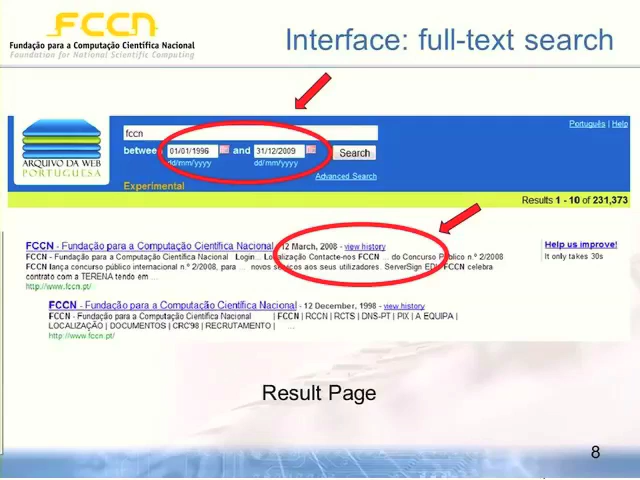 FCCN
Fundação para a Computação Científica Nacional
Foundation for National Scientific Computing
Interface: full-text search
ARQUIVO DA WEB
PORTUGUESA
fccn
Português | Help
between 01/01/1996 and 31/12/2009 Search
dd/mm/yyyy dd/mm/yyyy
Advanced Search
Experimental
Results 1 - 10 of 231,373
FCCN - Fundação para a Computação Científica Nacional - 12 March, 2008 - view history
FCCN - Fundação para a Computação Científica Nacional Login... Localização Contacte-nos FCCN ... do Concurso Público n.º 2/2008
FCCN lança concurso público internacional n.º 2/2008, para ... novos serviços aos seus utilizadores. ServerSign EDI FCCN celebra
contrato com a TERENA tendo em ...
http://www.fccn.pt/
Help us improve!
It only takes 30s
FCCN - Fundação para a Computação Científica Nacional - 12 December, 1998 - view history
FCCN - Fundação para a Computação Científica Nacional | FCCN | RCCN | RCTS | DNS-PT | PIX | A EQUIPA |
LOCALIZAÇÃO | DOCUMENTOS | CRC'98 | RECRUTAMENTO | ...
http://www.fccn.pt/
Result Page
8